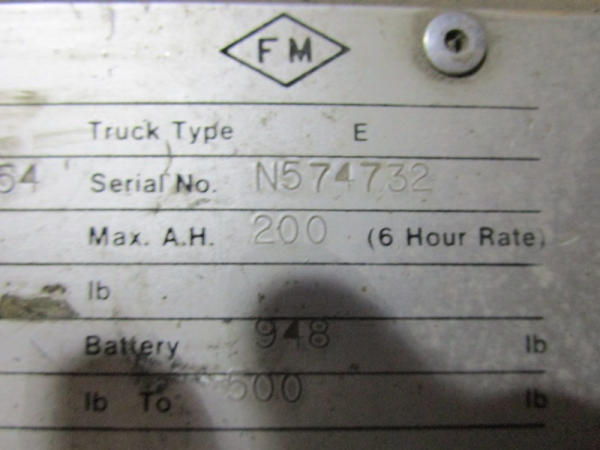 FM
Truck Type E
64 Serial No. N574732
Max. A.H. 200 (6 Hour Rate)
lb
Battery 948 lb
lb To 500 lb